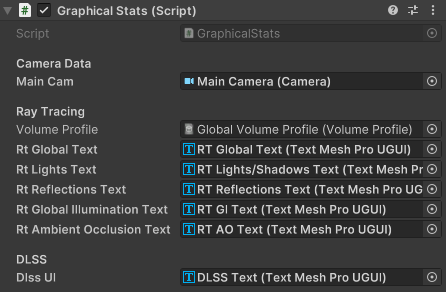 Graphical Stats (Script)
Script GraphicalStats
Camera Data
Main Cam Main Camera (Camera)
Ray Tracing
Volume Profile Global Volume Profile (Volume Profile)
Rt Global Text RT Global Text (Text Mesh Pro UGUI)
Rt Lights Text RT Lights/Shadows Text (Text Mesh Pr
Rt Reflections Text RT Reflections Text (Text Mesh Pro UG
Rt Global Illumination Text RT GI Text (Text Mesh Pro UGUI)
Rt Ambient Occlusion Text RT AO Text (Text Mesh Pro UGUI)
DLSS
Dlss UI DLSS Text (Text Mesh Pro UGUI)